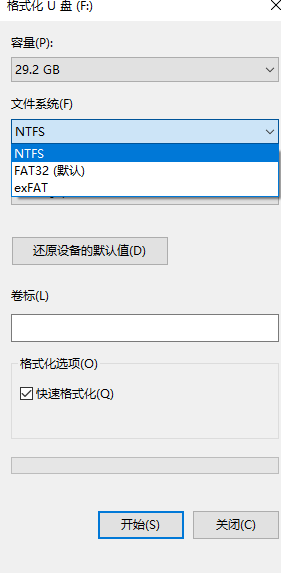 格式化 U 盘 (F:)
容量(P):
29.2 GB
文件系统(F)
NTFS
NTFS
FAT32 (默认)
exFAT
还原设备的默认值(D)
卷标(L)
格式化选项(O)
快速格式化(Q)
开始(S)
关闭(C)